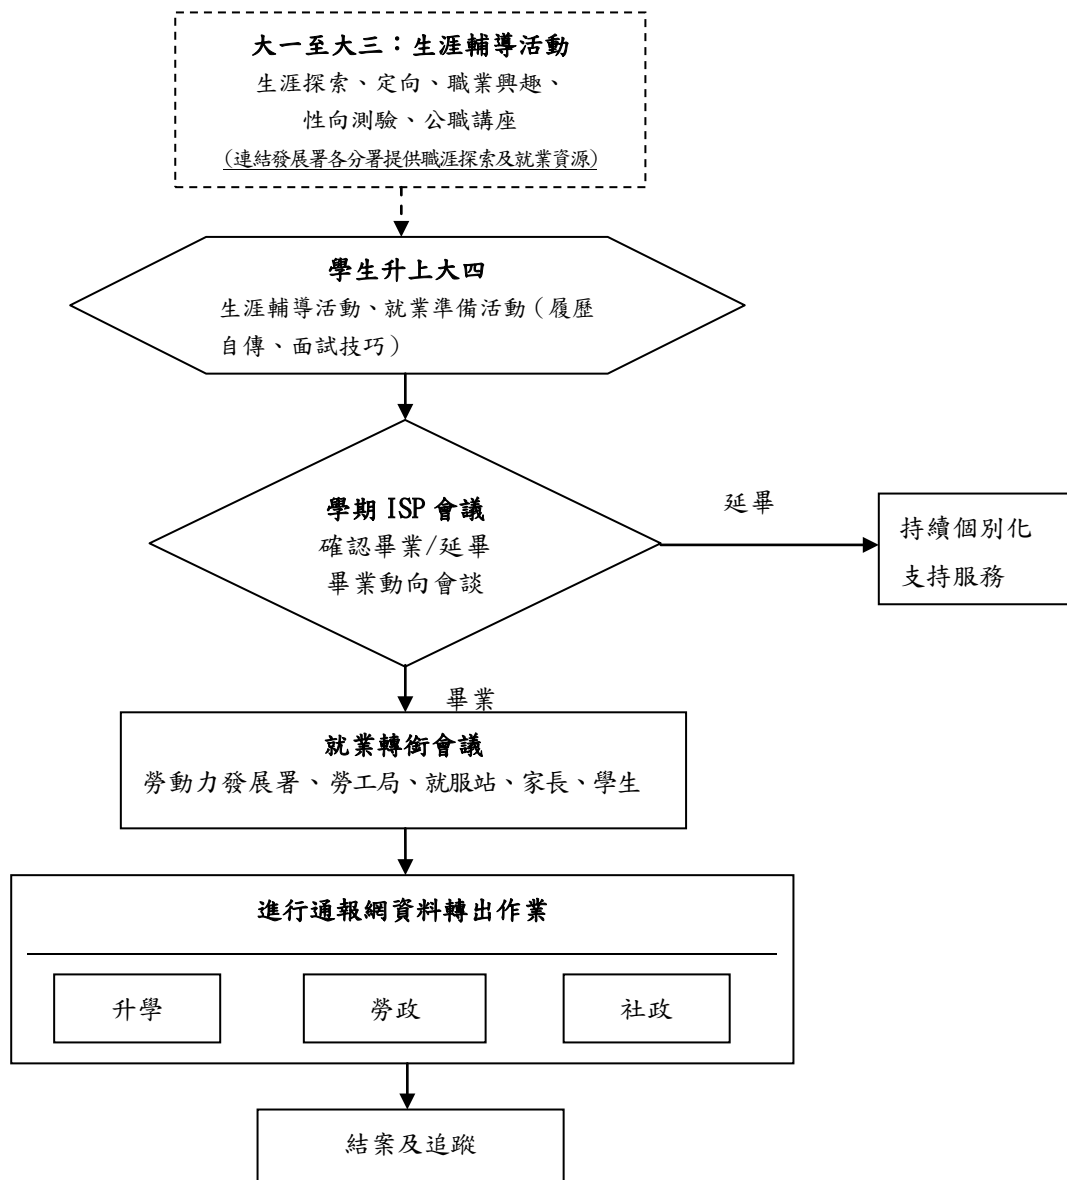 大一至大三：生涯輔導活動
生涯探索、定向、職業興趣、
性向測驗、公職講座
(連結發展署各分署提供職涯探索及就業資源)
學生升上大四
生涯輔導活動、就業準備活動（履歷
自傳、面試技巧）
學期 ISP 會議
確認畢業/延畢
畢業動向會談
延畢
持續個別化
支持服務
畢業
就業轉銜會議
勞動力發展署、勞工局、就服站、家長、學生
進行通報網資料轉出作業
升學
勞政
社政
結案及追蹤